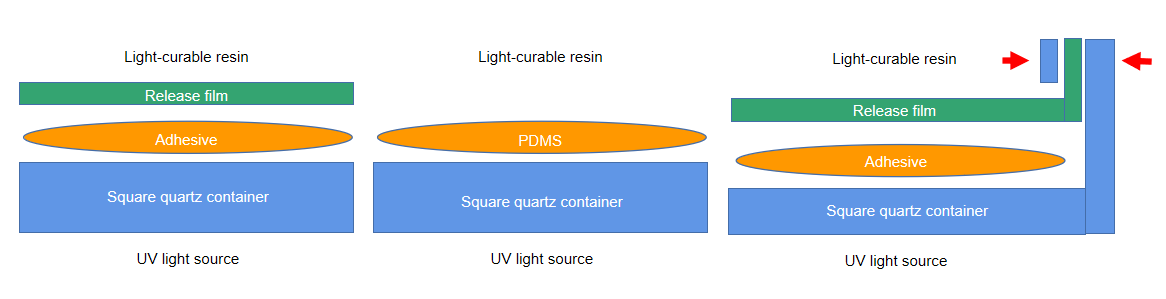 Light-curable resin
Release film
Adhesive
Square quartz container
UV light source
Light-curable resin
PDMS
Square quartz container
UV light source
Light-curable resin
Release film
Adhesive
Square quartz container
UV light source